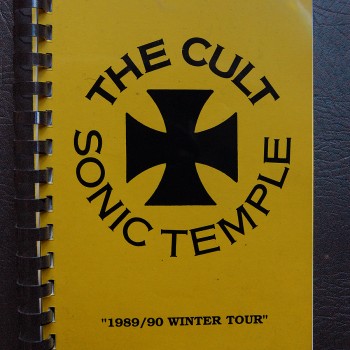 THE CULT
SONIC TEMPLE
"1989/90 WINTER TOUR"